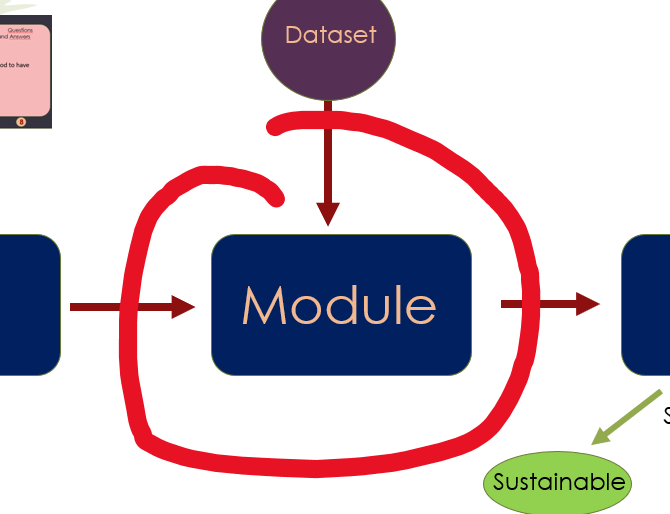 Questions
and Answers
Dataset
od to have
8
Module
Sustainable